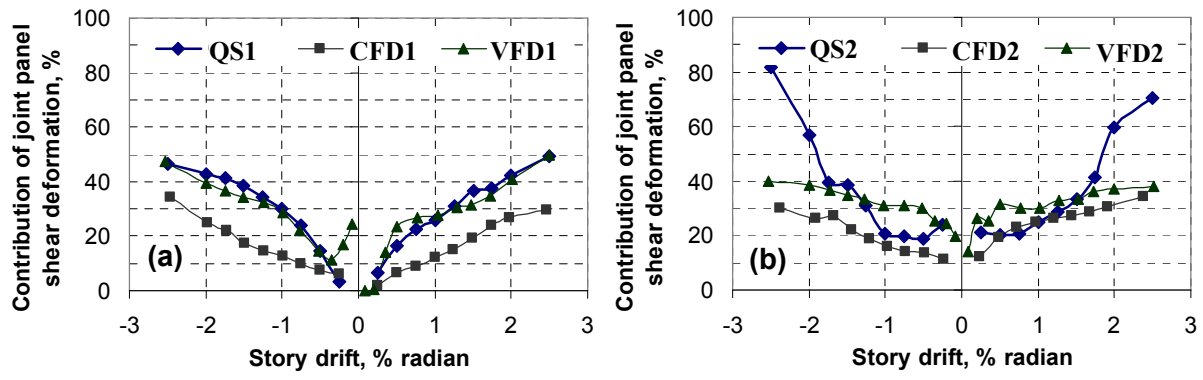 Contribution of joint panel
shear deformation, %
100
80
60
40
20
0
QS1 CFD1 VFD1
(a)
-3 -2 -1 0 1 2 3
Story drift, % radian
Contribution of joint panel
shear deformation, %
100
80
60
40
20
0
QS2 CFD2 VFD2
(b)
-3 -2 -1 0 1 2 3
Story drift, % radian